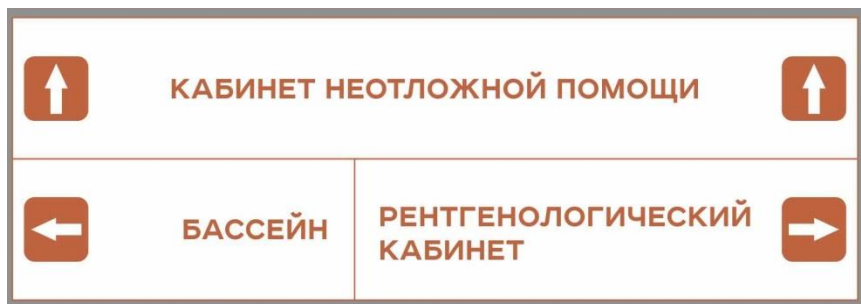 КАБИНЕТ НЕОТЛОЖНОЙ ПОМОЩИ
БАССЕЙН
РЕНТГЕНОЛОГИЧЕСКИЙ
КАБИНЕТ